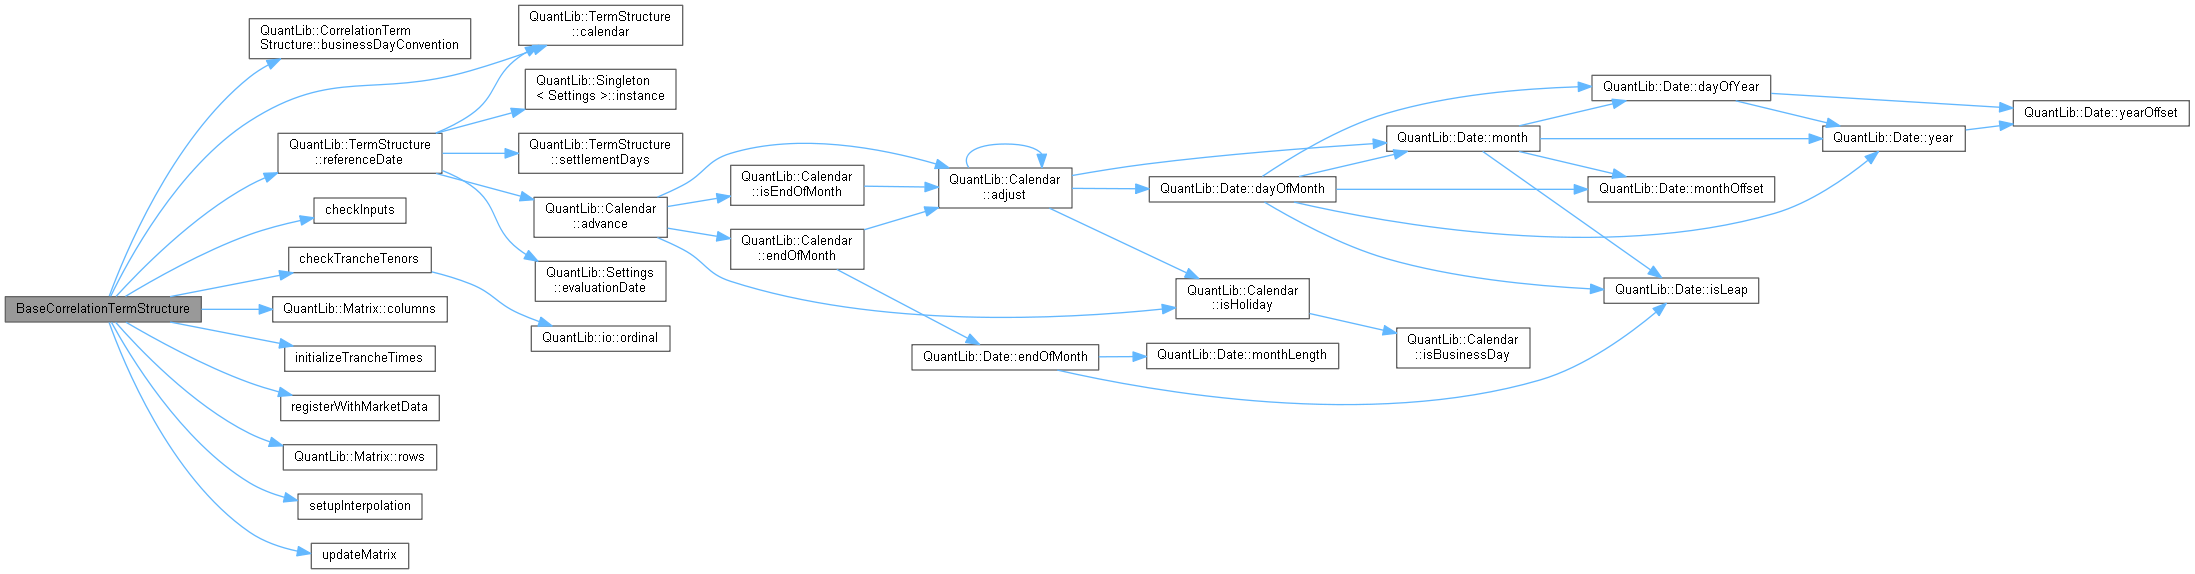 BaseCorrelationTermStructure
QuantLib::CorrelationTerm
Structure::businessDayConvention
QuantLib::TermStructure
::referenceDate
checkInputs
checkTrancheTenors
QuantLib::Matrix::columns
initializeTrancheTimes
registerWithMarketData
QuantLib::Matrix::rows
setupInterpolation
updateMatrix
QuantLib::TermStructure
::calendar
QuantLib::Singleton
< Settings >::instance
QuantLib::TermStructure
::settlementDays
QuantLib::Calendar
::advance
QuantLib::Settings
::evaluationDate
QuantLib::io::ordinal
QuantLib::Calendar
::isEndOfMonth
QuantLib::Calendar
::endOfMonth
QuantLib::Calendar
::adjust
QuantLib::Date::endOfMonth
QuantLib::Date::dayOfMonth
QuantLib::Calendar
::isHoliday
QuantLib::Date::monthLength
QuantLib::Date::month
QuantLib::Calendar
::isBusinessDay
QuantLib::Date::dayOfYear
QuantLib::Date::monthOffset
QuantLib::Date::isLeap
QuantLib::Date::year
QuantLib::Date::yearOffset